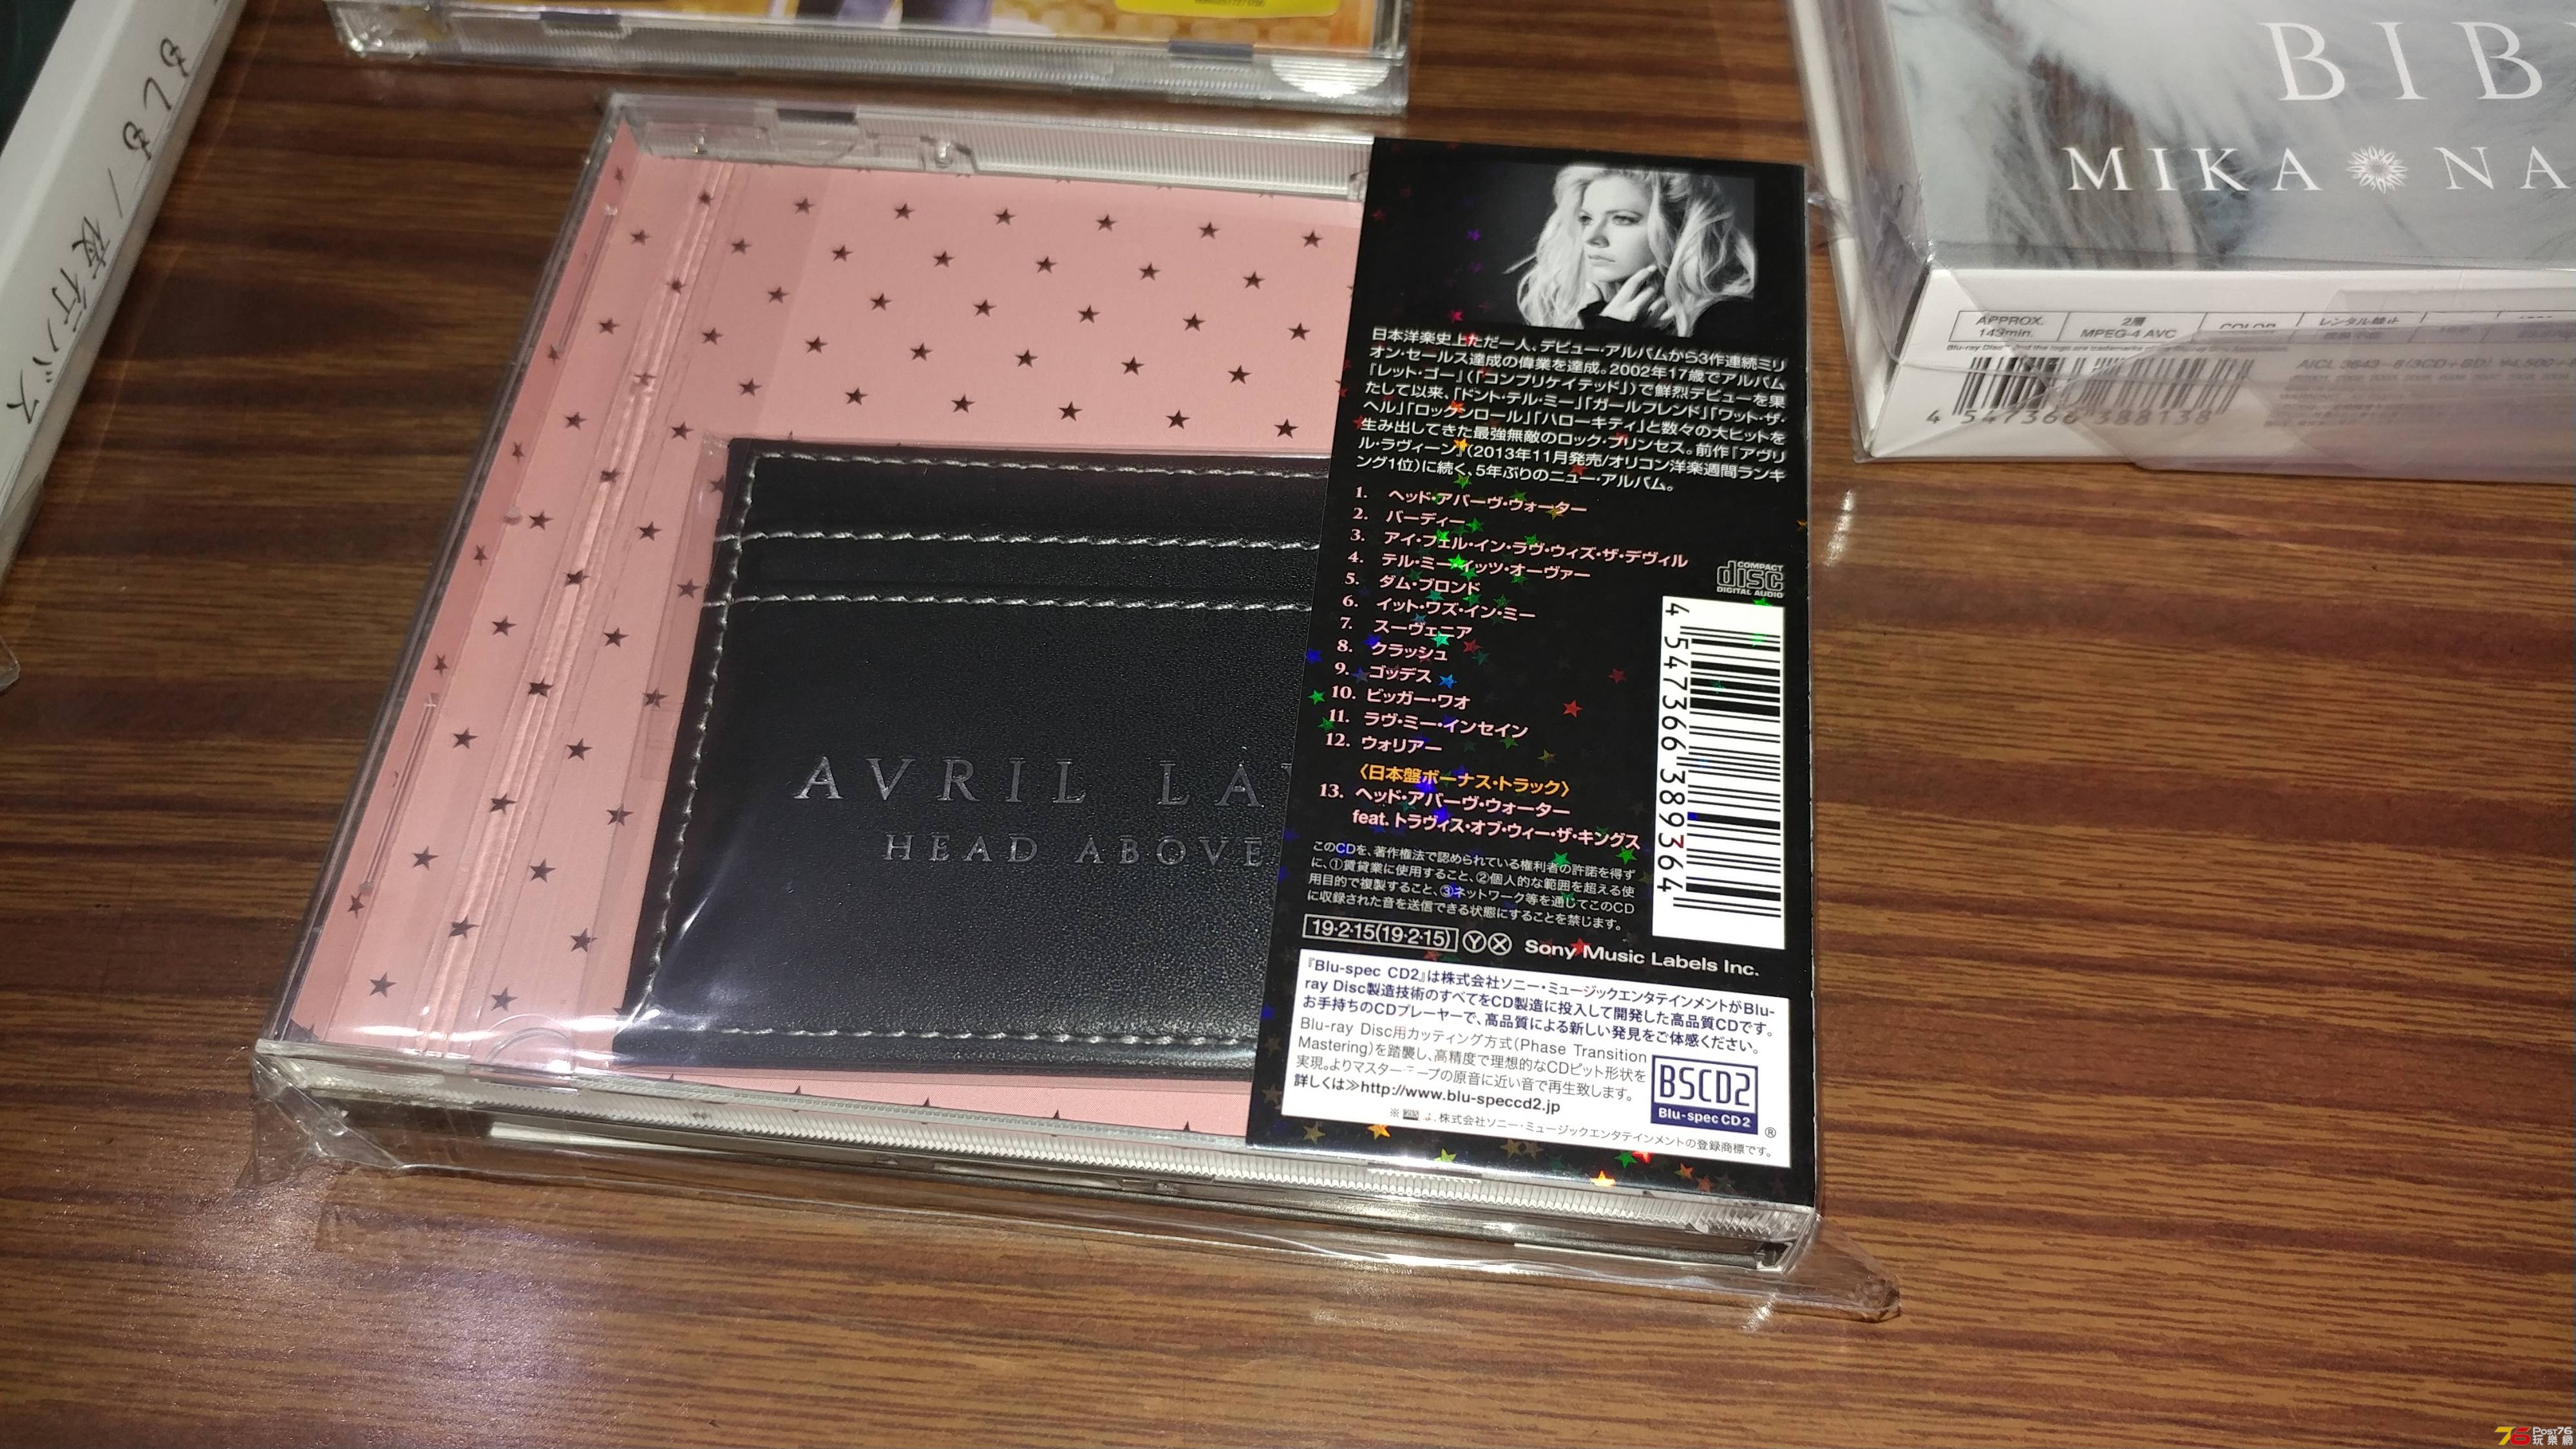 もしも
夜行バス
BIB
MIKA NA
APPROX. 143min.
2層 MPEG-4 AVC
COLOR
レンタル禁止
AICL 3643~6(3CD+BD) ¥4,500+
4 547366 388138
AVRIL LAV
HEAD ABOVE
日本洋楽史上ただ一人、デビュー・アルバムから3作連続ミリ
オン・セールス達成の偉業を達成。2002年17歳でアルバム
『レット・ゴー』(「コンプリケイテッド」)で鮮烈デビューを果
たして以来、「ドント・テル・ミー」「ガールフレンド」「ワット・ザ・
ヘル」「ロックンロール」「ハローキティ」と数々の大ヒットを
生み出してきた最強無敵のロック・プリンセス。前作『アヴリ
ル・ラヴィーン』(2013年11月発売/オリコン洋楽週間ランキ
ング1位)に続く、5年ぶりのニュー・アルバム。
1. ヘッド・アバーヴ・ウォーター
2. バーディー
3. アイ・フェル・イン・ラヴ・ウィズ・ザ・デヴィル
4. テル・ミー・イッツ・オーヴァー
5. ダム・ブロンド
6. イット・ワズ・イン・ミー
7. スーヴェニア
8. クラッシュ
9. ゴッデス
10. ビッガー・ワオ
11. ラヴ・ミー・インセイン
12. ウォリアー
〈日本盤ボーナス・トラック〉
13. ヘッド・アバーヴ・ウォーター
feat. トラヴィス・オブ・ウィー・ザ・キングス
COMPACT
disc
DIGITAL AUDIO
4 547366 389364
このCDを、著作権法で認められている権利者の許諾を得ず
に、①賃貸業に使用すること、②個人的な範囲を超える使
用目的で複製すること、③ネットワーク等を通じてこのCD
に収録された音を送信できる状態にすることを禁じます。
19・2・15(19・2・15) Ⓨ Ⓧ Sony Music Labels Inc.
『Blu-spec CD2』は株式会社ソニー・ミュージックエンタテインメントがBlu-
ray Disc製造技術のすべてをCD製造に投入して開発した高品質CDです。
お手持ちのCDプレーヤーで、高品質による新しい発見をご体感ください。
Blu-ray Disc用カッティング方式(Phase Transition
Mastering)を踏襲し、高精度で理想的なCDピット形状を
実現。よりマスターテープの原音に近い音で再生致します。
詳しくは≫http://www.blu-speccd2.jp
BSCD2
Blu-spec CD2 ®
株式会社ソニー・ミュージックエンタテインメントの登録商標です。
Post76
玩樂網